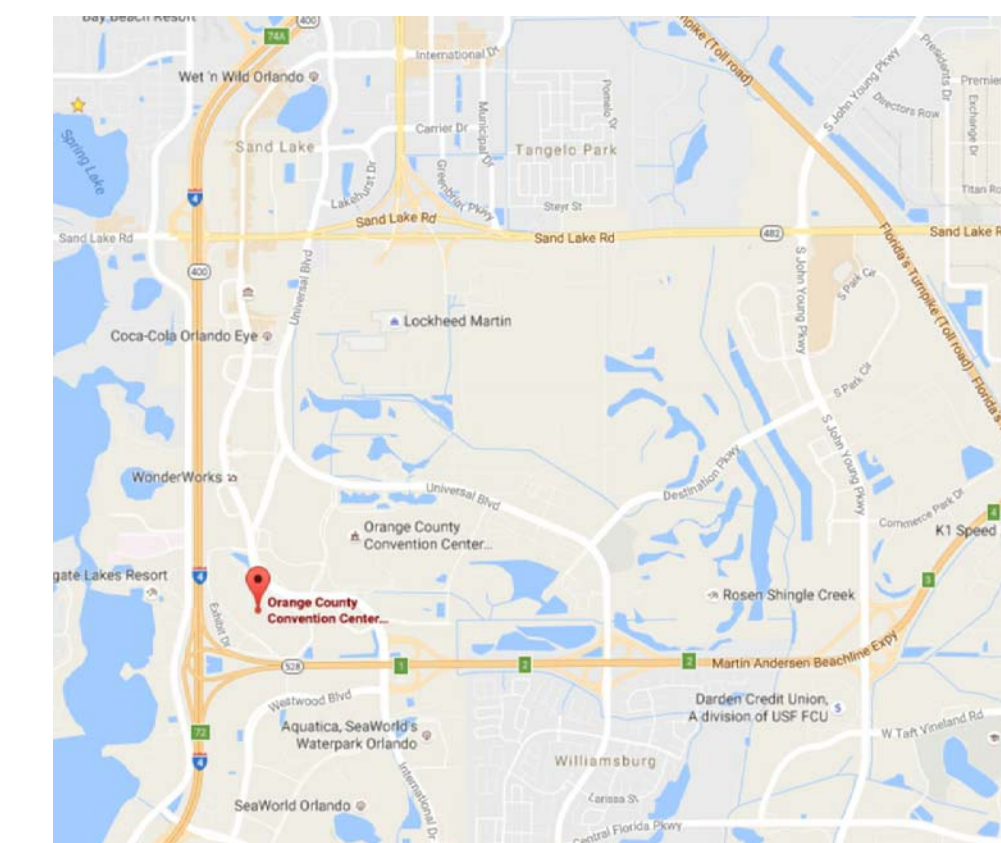 Bay Beach Resort
400
74A
International Dr
Wet 'n Wild Orlando
Spring Lake
Sand Lake
Carrier Dr
Municipal Dr
Pomelo Dr
Tangelo Park
Lakehurst Dr
Greenbriar Pkwy
Steyr St
4
Sand Lake Rd
Sand Lake Rd
Sand Lake Rd
482
Sand Lake R
npike (Toll road)
S John Young Pkwy
Presidents Dr
Premier
Directors Row
Exchange Dr
Titan Ro
400
Universal Blvd
S John Young Pkwy
S Park Cir
Florida's Turnpike (Toll road)
Florida's
Coca-Cola Orlando Eye
Lockheed Martin
S Park Cir
S John Young Pkwy
WonderWorks
Universal Blvd
Destination Pkwy
Commerce Park Dr
4
K1 Speed
Orange County
Convention Center...
gate Lakes Resort
4
Orange County
Convention Center...
Rosen Shingle Creek
3
Exhibit Dr
528
1
2
2
Martin Andersen Beachline Expy
Westwood Blvd
Darden Credit Union,
A division of USF FCU
$
72
Aquatica, SeaWorld's
Waterpark Orlando
W Taft Vineland Rd
4
International Dr
Williamsburg
SeaWorld Orlando
Larissa St
Central Florida Pkwy